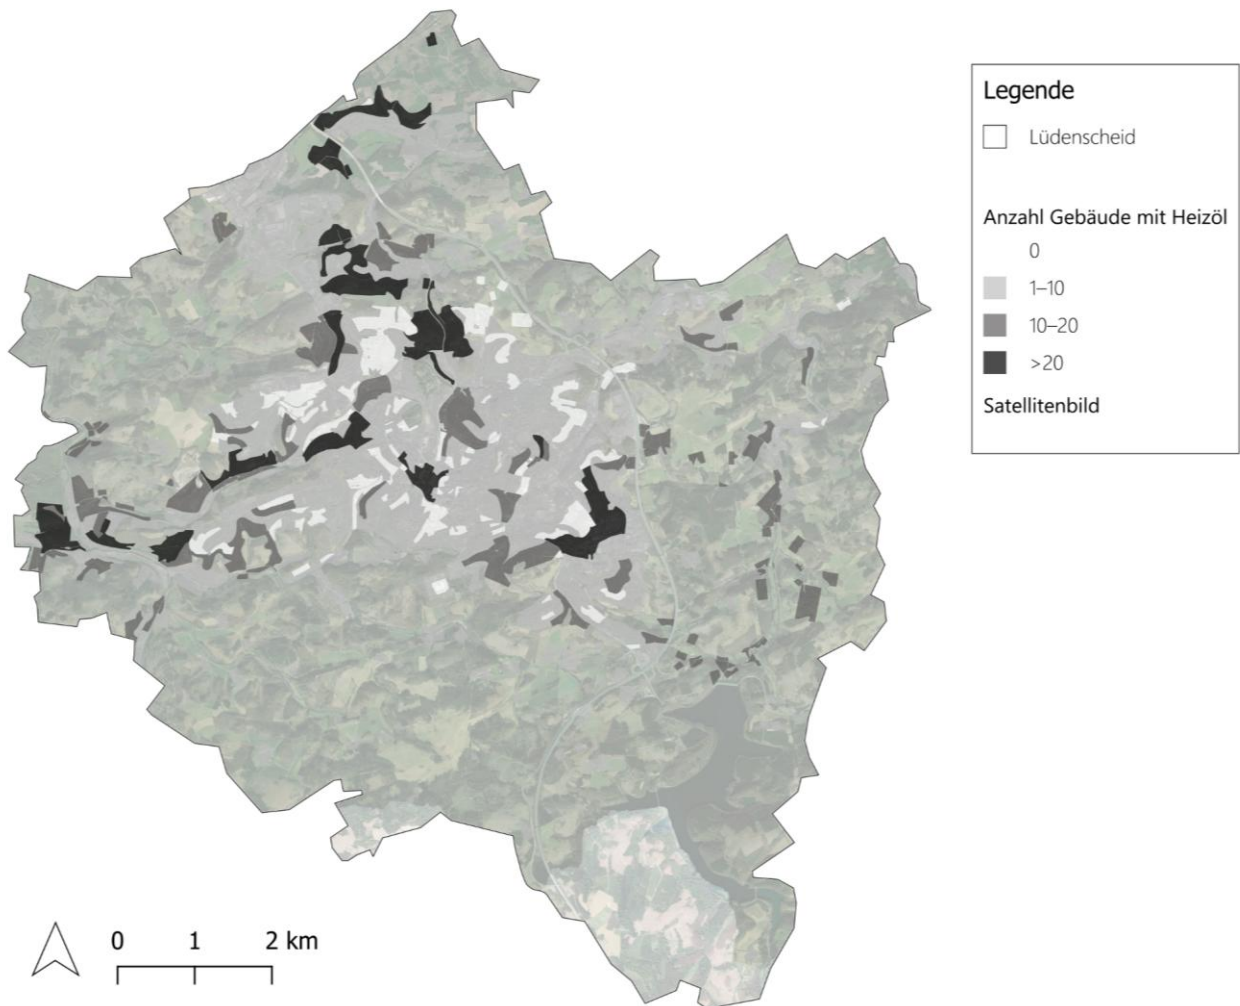 Legende
Lüdenscheid
Anzahl Gebäude mit Heizöl
0
1–10
10–20
>20
Satellitenbild
0 1 2 km